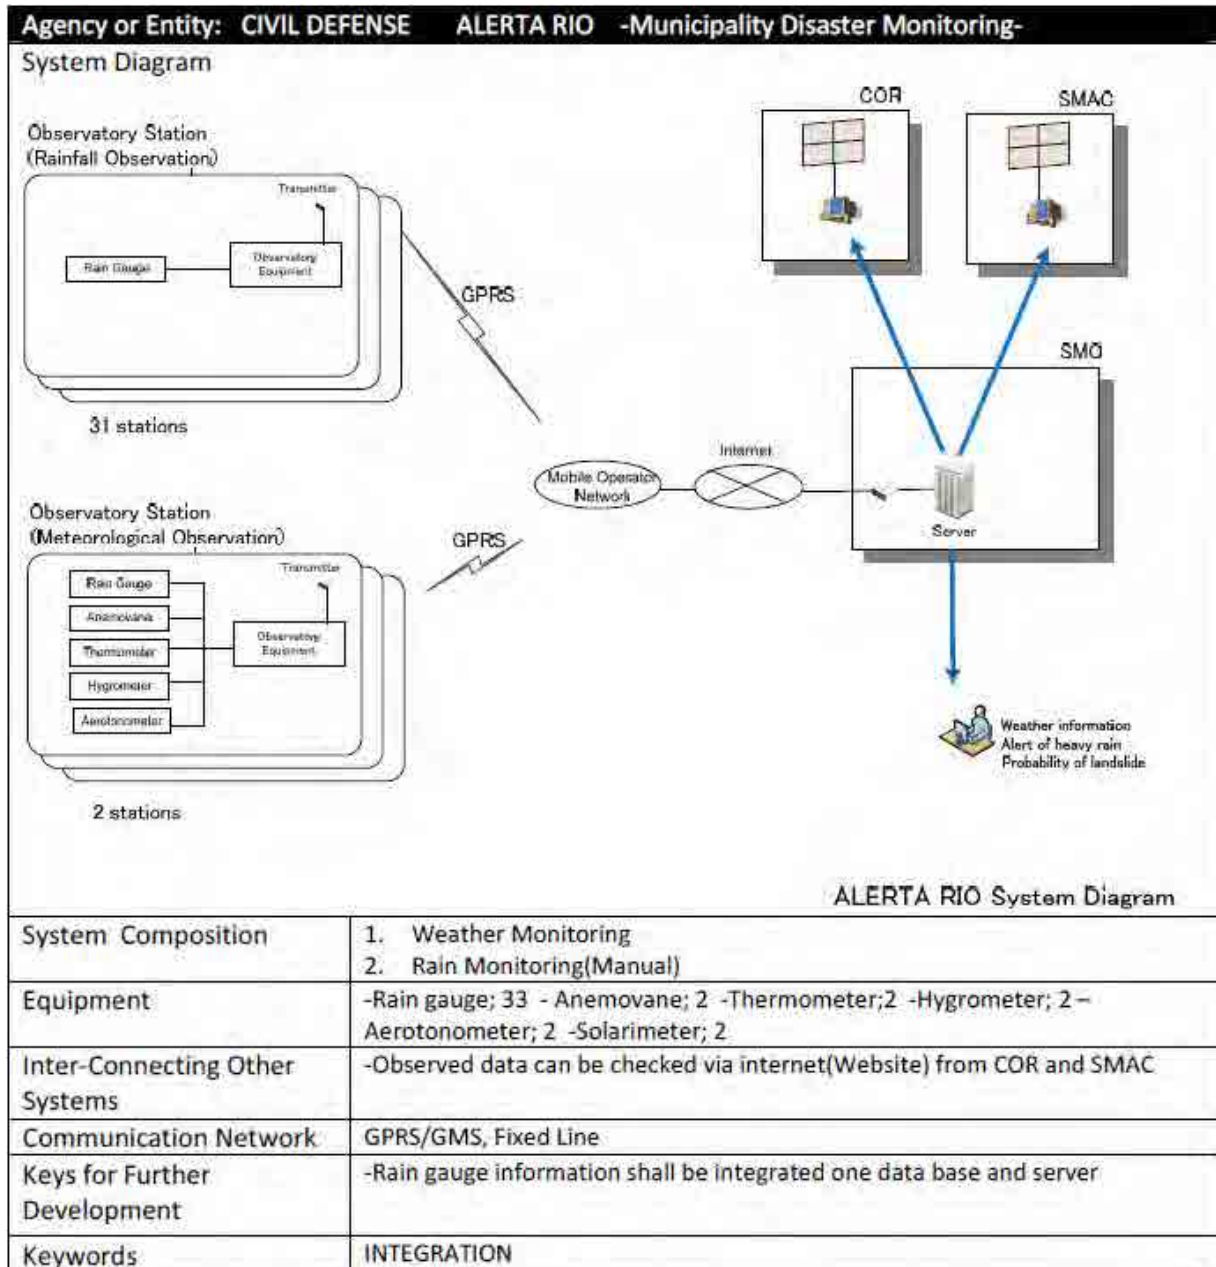 Agency or Entity: CIVIL DEFENSE ALERTA RIO -Municipality Disaster Monitoring-
System Diagram
COR
SMAC
Observatory Station
(Rainfall Observation)
Transmitter
Rain Gauge
Observatory
Equipment
GPRS
31 stations
SMO
Internet
Mobile Operator
Network
Server
Observatory Station
(Meteorological Observation)
GPRS
Transmitter
Rain Gauge
Anemovane
Thermometer
Hygrometer
Aerotonometer
Observatory
Equipment
2 stations
Weather information
Alert of heavy rain
Probability of landslide
ALERTA RIO System Diagram
System Composition
1. Weather Monitoring
2. Rain Monitoring(Manual)
Equipment
-Rain gauge; 33 - Anemovane; 2 -Thermometer;2 -Hygrometer; 2 –
Aerotonometer; 2 -Solarimeter; 2
Inter-Connecting Other
Systems
-Observed data can be checked via internet(Website) from COR and SMAC
Communication Network
GPRS/GMS, Fixed Line
Keys for Further
Development
-Rain gauge information shall be integrated one data base and server
Keywords
INTEGRATION